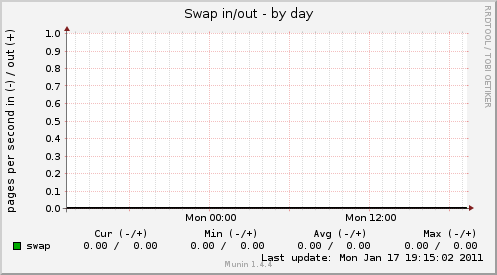 Swap in/out - by day
RRDTOOL / TOBI OETIKER
pages per second in (-) / out (+)
1.0
0.9
0.8
0.7
0.6
0.5
0.4
0.3
0.2
0.1
0.0
Mon 00:00 Mon 12:00
Cur (-/+) Min (-/+) Avg (-/+) Max (-/+)
swap 0.00 / 0.00 0.00 / 0.00 0.00 / 0.00 0.00 / 0.00
Last update: Mon Jan 17 19:15:02 2011
Munin 1.4.4